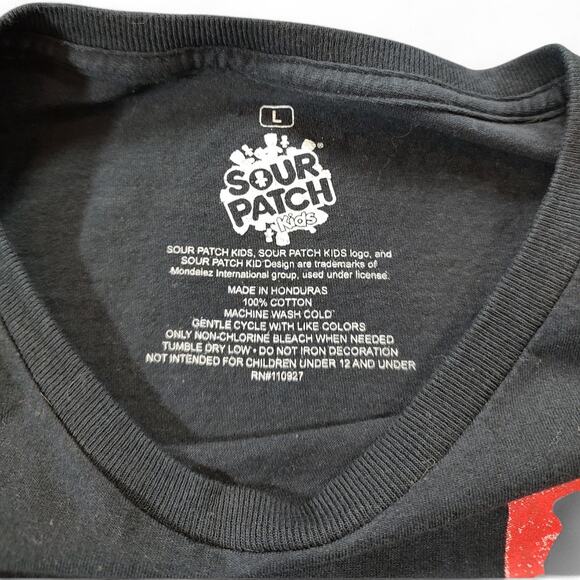 L
SOUR
PATCH
Kids
®
SOUR PATCH KIDS, SOUR PATCH KIDS logo, and
SOUR PATCH KID Design are trademarks of
Mondelez International group, used under license.
MADE IN HONDURAS
100% COTTON
MACHINE WASH COLD
GENTLE CYCLE WITH LIKE COLORS
ONLY NON-CHLORINE BLEACH WHEN NEEDED
TUMBLE DRY LOW • DO NOT IRON DECORATION
NOT INTENDED FOR CHILDREN UNDER 12 AND UNDER
RN#110927